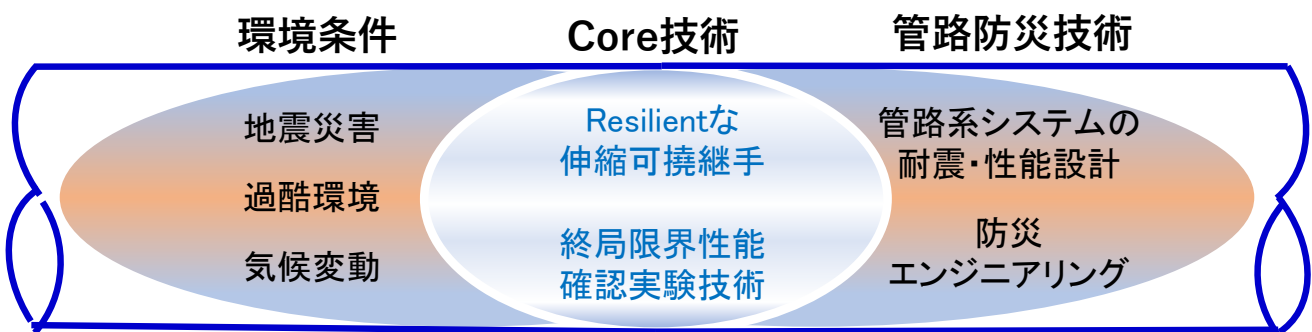 環境条件
Core技術
管路防災技術
地震災害
過酷環境
気候変動
Resilientな
伸縮可撓継手
終局限界性能
確認実験技術
管路系システムの
耐震・性能設計
防災
エンジニアリング